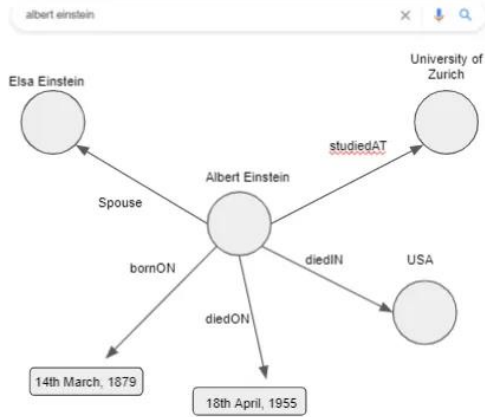 albert einstein
University of
Zurich
Elsa Einstein
studiedAT
Albert Einstein
Spouse
diedIN
USA
bornON
diedON
14th March, 1879
18th April, 1955